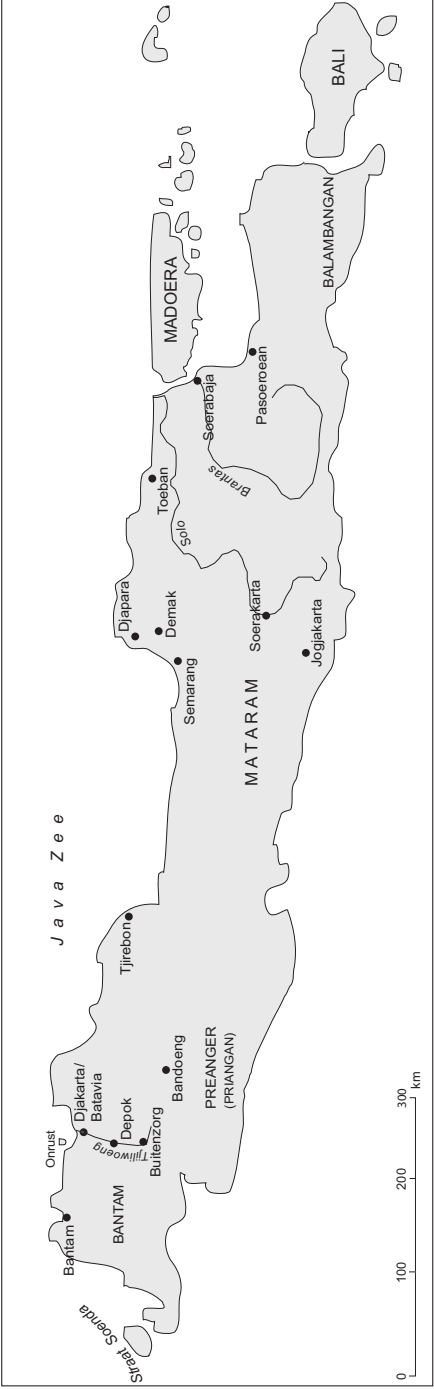 Java Zee
Straat Soenda
Onrust
Bantam
BANTAM
Djakarta/
Batavia
Depok
Tjiliwoeng
Buitenzorg
Bandoeng
PREANGER
(PRIANGAN)
Tjirebon
MATARAM
Semarang
Djapara
Demak
Soerakarta
Jogjakarta
Solo
Toeban
Brantas
Soerabaja
Pasoeroean
MADOERA
BALAMBANGAN
BALI
0
100
200
300
km